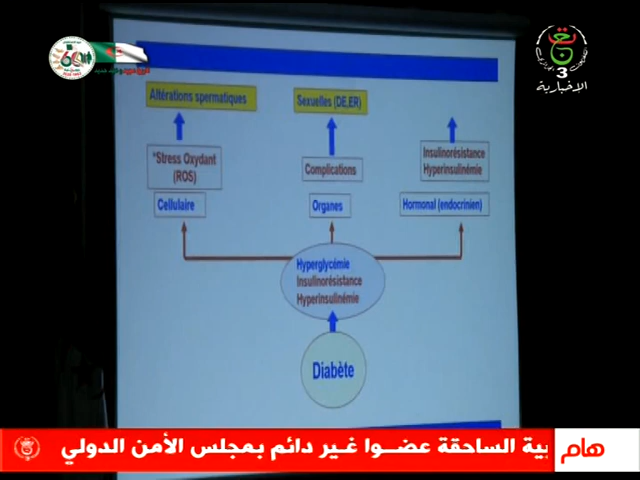 60
3
الإخبارية
Altérations spermatiques
Sexuelles (DE,ER)
*Stress Oxydant
(ROS)
Complications
Insulinorésistance
Hyperinsulinémie
Cellulaire
Organes
Hormonal (endocrinien)
Hyperglycémie
Insulinorésistance
Hyperinsulinémie
Diabète
هام
بية الساحقة عضوا غير دائم بمجلس الأمن الدولي